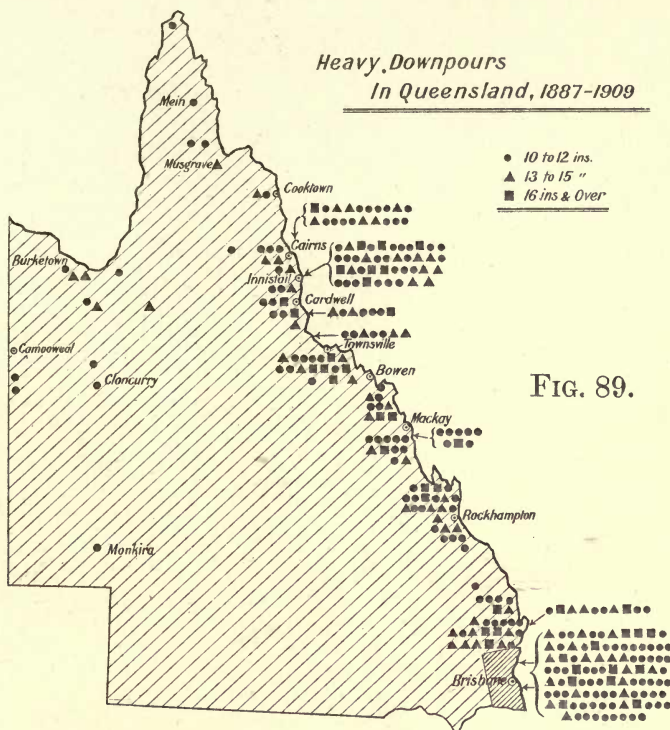 Heavy Downpours
In Queensland, 1887-1909
10 to 12 ins.
13 to 15 "
16 ins & Over
Mein
Musgrave
Cooktown
Cairns
Burketown
Innisfail
Cardwell
Camooweal
Townsville
Cloncurry
Bowen
FIG. 89.
Mackay
Rockhampton
Monkira
Brisbane